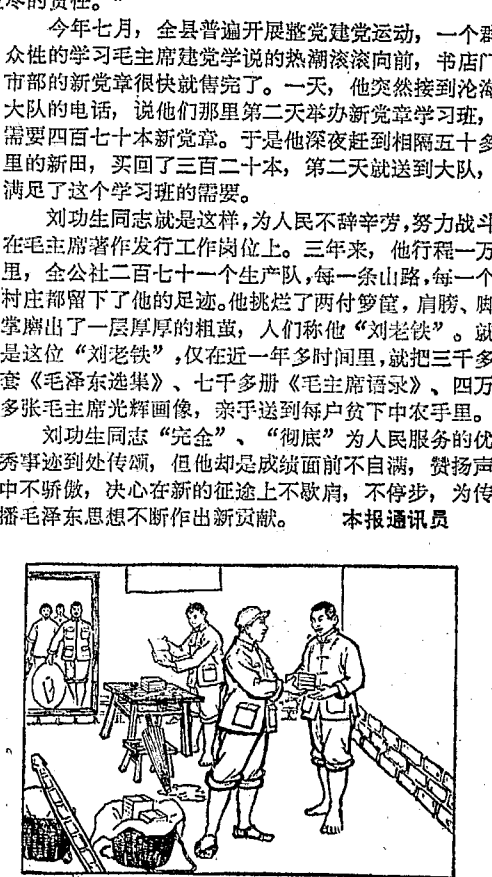 尽的责任。”
今年七月，全县普遍开展整党建党运动，一个群
众性的学习毛主席建党学说的热潮滚滚向前，书店门
市部的新党章很快就售完了。一天，他突然接到沦海
大队的电话，说他们那里第二天举办新党章学习班，
需要四百七十本新党章。于是他深夜赶到相隔五十多
里的新田，买回了三百二十本，第二天就送到大队，
满足了这个学习班的需要。
刘功生同志就是这样，为人民不辞辛劳，努力战斗
在毛主席著作发行工作岗位上。三年来，他行程一万
里，全公社二百七十一个生产队，每一条山路，每一个
村庄都留下了他的足迹。他挑烂了两付箩筐，肩膀、脚
掌磨出了一层厚厚的粗茧，人们称他“刘老铁”。就
是这位“刘老铁”，仅在近一年多时间里，就把三千多
套《毛泽东选集》、七千多册《毛主席语录》、四万
多张毛主席光辉画像，亲手送到每户贫下中农手里。
刘功生同志“完全”、“彻底”为人民服务的优
秀事迹到处传颂，但他却是成绩面前不自满，赞扬声
中不骄傲，决心在新的征途上不歇肩，不停步，为传
播毛泽东思想不断作出新贡献。 本报通讯员